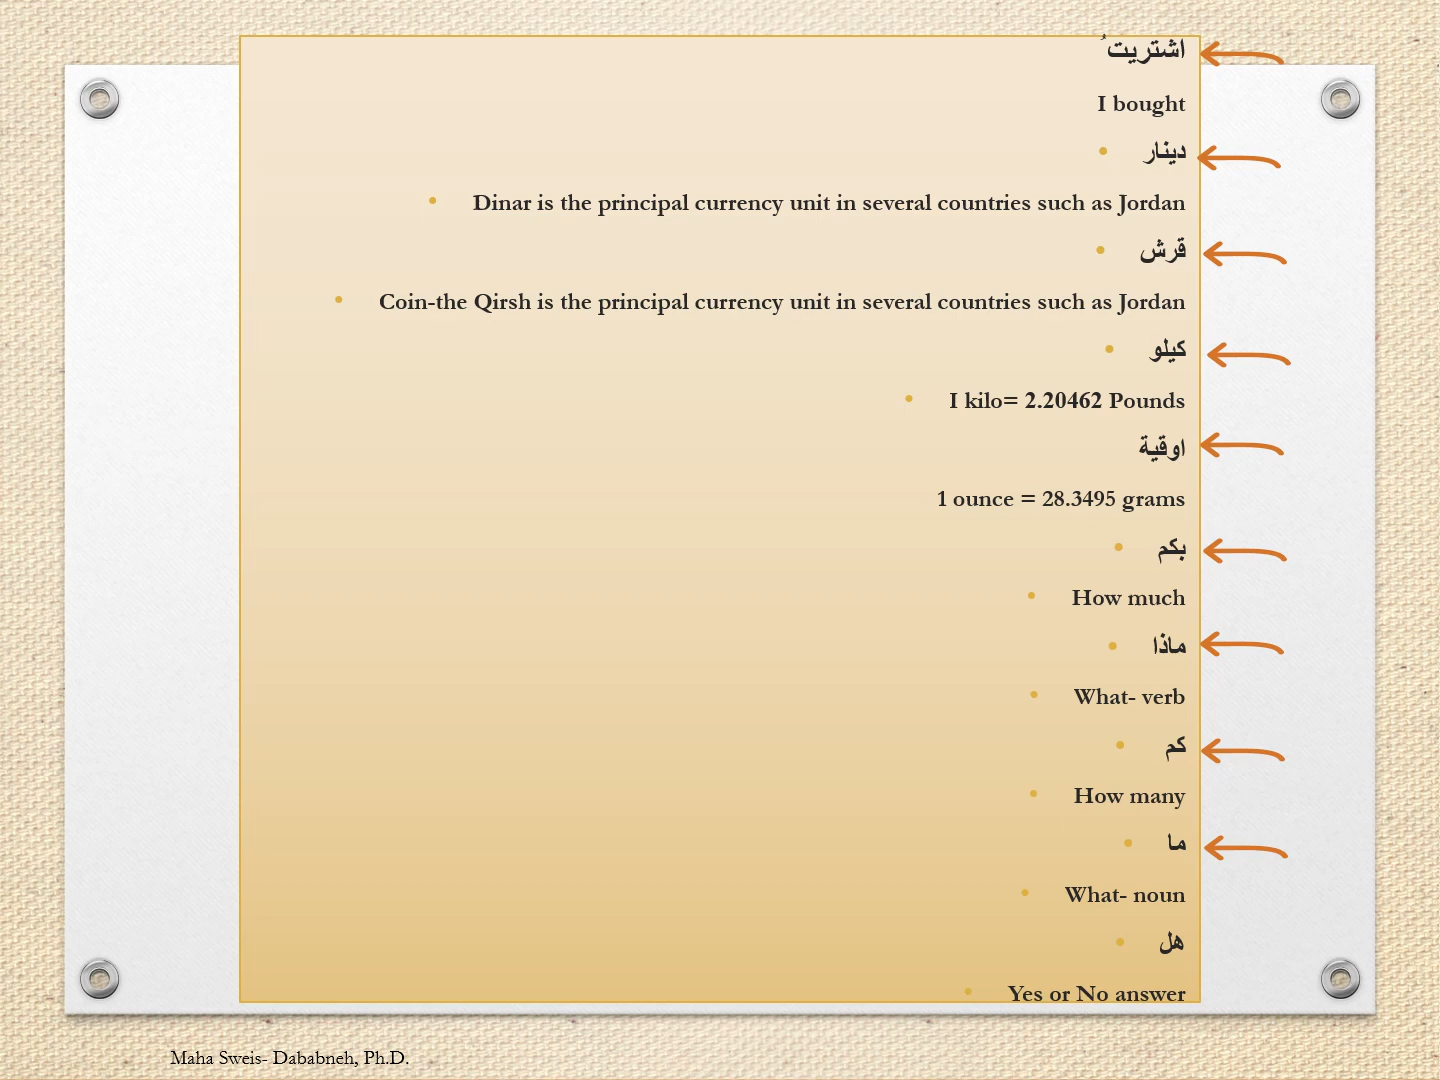 اشتريتُ
I bought
• دينار
• Dinar is the principal currency unit in several countries such as Jordan
• قرش
• Coin-the Qirsh is the principal currency unit in several countries such as Jordan
• كيلو
• I kilo= 2.20462 Pounds
اوقية
1 ounce = 28.3495 grams
• بكم
• How much
• ماذا
• What- verb
• كم
• How many
• ما
• What- noun
• هل
• Yes or No answer
Maha Sweis- Dababneh, Ph.D.